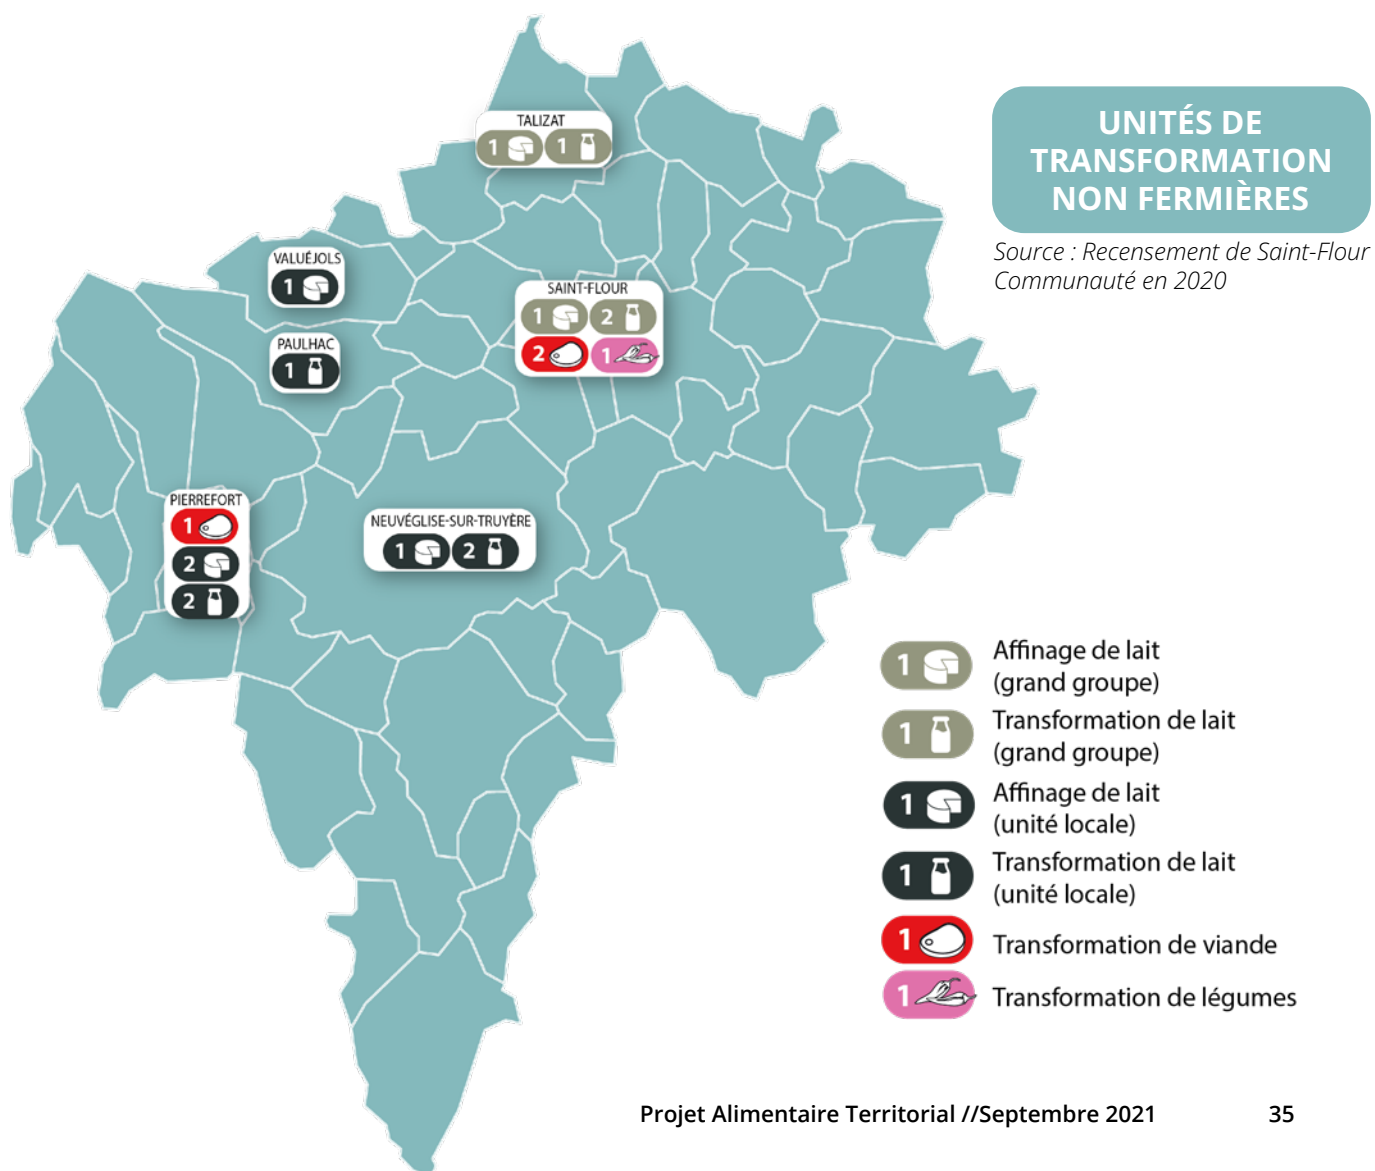 TALIZAT
1 1
UNITÉS DE
TRANSFORMATION
NON FERMIÈRES
Source : Recensement de Saint-Flour
Communauté en 2020
VALUÉJOLS
1
SAINT-FLOUR
1 2
2 1
PAULHAC
1
PIERREFORT
1
2
2
NEUVÉGLISE-SUR-TRUYÈRE
1 2
1 Affinage de lait
(grand groupe)
1 Transformation de lait
(grand groupe)
1 Affinage de lait
(unité locale)
1 Transformation de lait
(unité locale)
1 Transformation de viande
1 Transformation de légumes
Projet Alimentaire Territorial //Septembre 2021 35